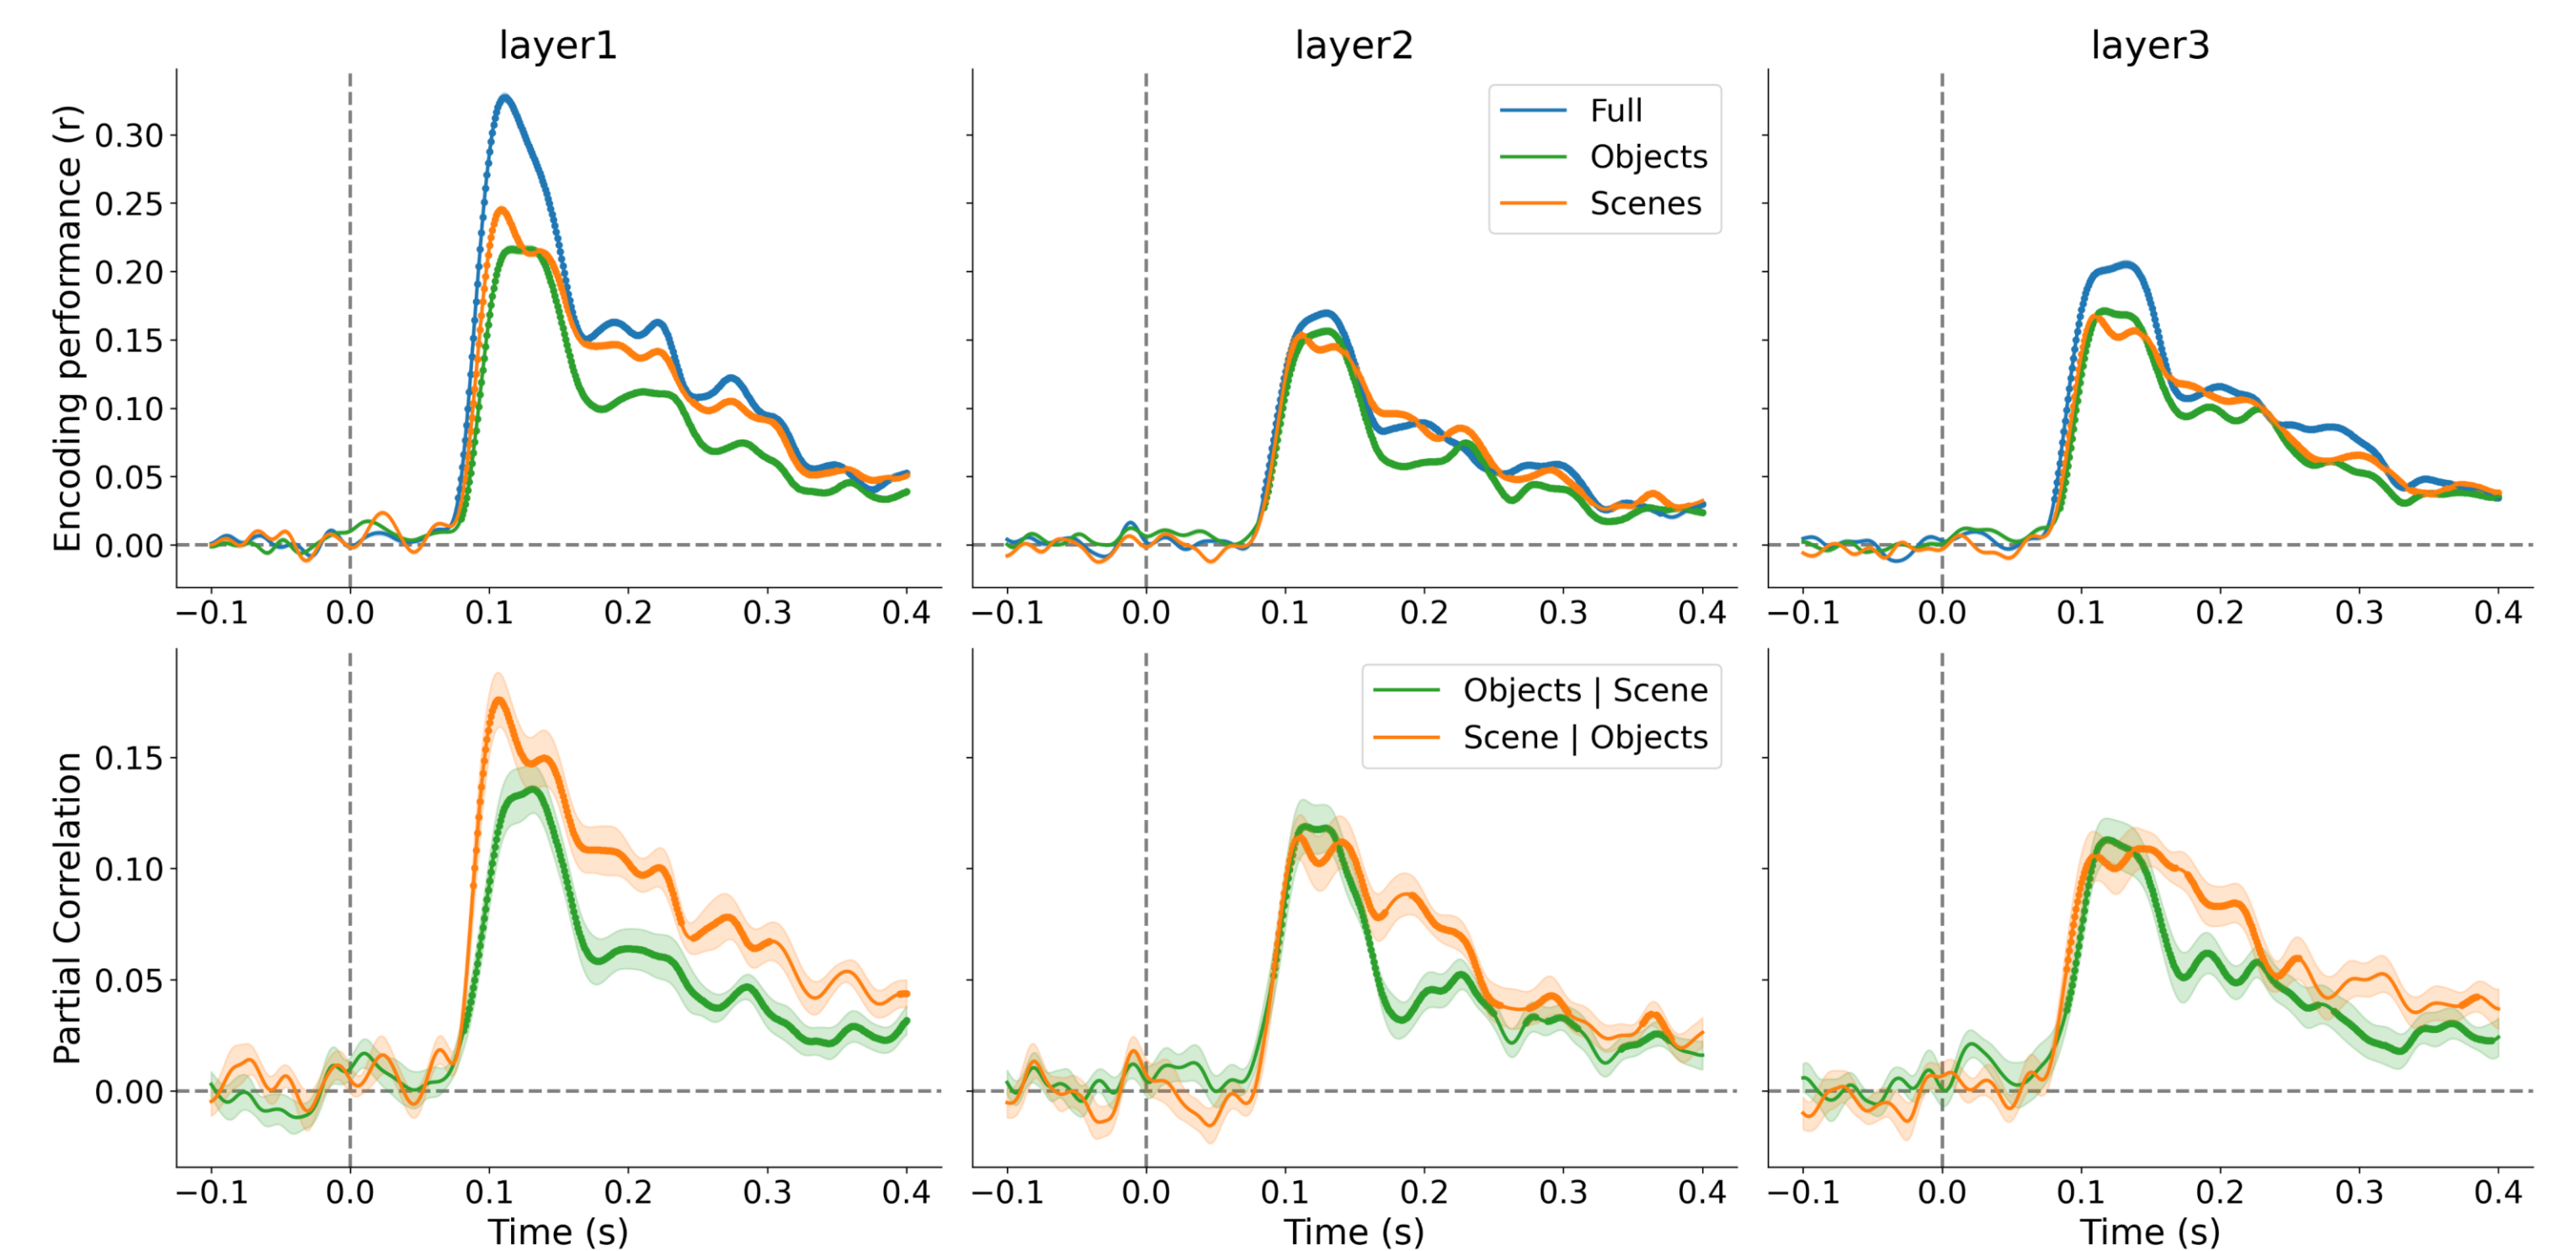 layer1 layer2 layer3
Encoding performance (r)
0.30
0.25
0.20
0.15
0.10
0.05
0.00
Full
Objects
Scenes
−0.1 0.0 0.1 0.2 0.3 0.4
−0.1 0.0 0.1 0.2 0.3 0.4
−0.1 0.0 0.1 0.2 0.3 0.4
Partial Correlation
0.15
0.10
0.05
0.00
Objects | Scene
Scene | Objects
−0.1 0.0 0.1 0.2 0.3 0.4
−0.1 0.0 0.1 0.2 0.3 0.4
−0.1 0.0 0.1 0.2 0.3 0.4
Time (s) Time (s) Time (s)